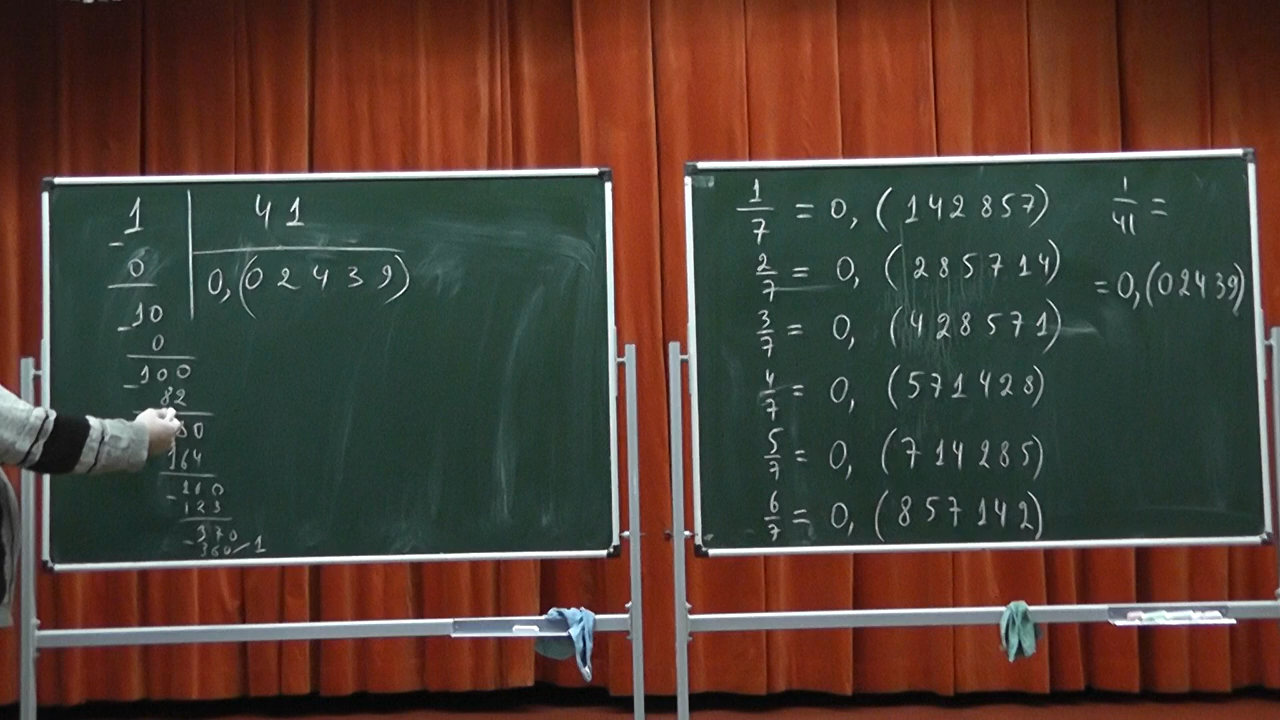 1 41
- 0 0,(02439)
-10
0
-100
82
80
164
-160
123
-370
360 1
1/7 = 0,(142857)
2/7 = 0,(285714)
3/7 = 0,(428571)
4/7 = 0,(571428)
5/7 = 0,(714285)
6/7 = 0,(857142)
1/41 =
= 0,(02439)